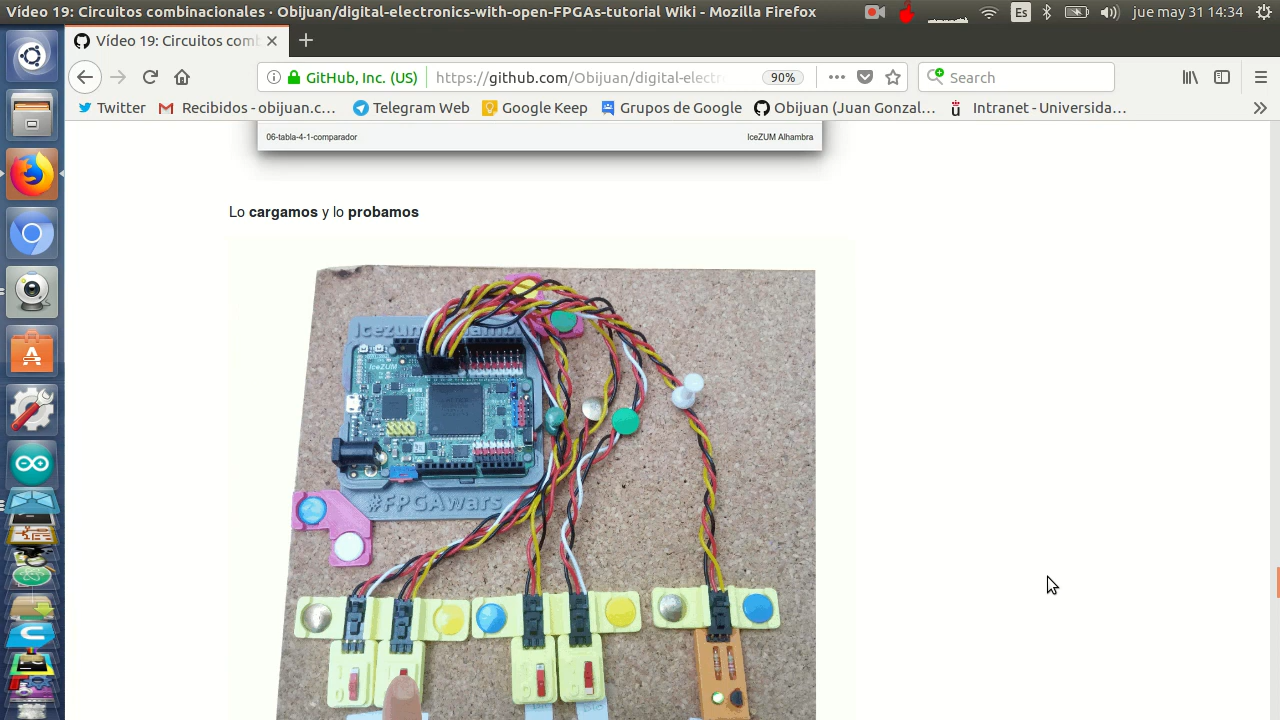 Vídeo 19: Circuitos combinacionales · Obijuan/digital-electronics-with-open-FPGAs-tutorial Wiki - Mozilla Firefox
Es
jue may 31 14:34
Vídeo 19: Circuitos comb
GitHub, Inc. (US)
https://github.com/Obijuan/digital-electr
90%
Search
Twitter
Recibidos - obijuan.c…
Telegram Web
Google Keep
Grupos de Google
Obijuan (Juan Gonzal…
Intranet - Universida…
06-tabla-4-1-comparador
IceZUM Alhambra
Lo cargamos y lo probamos
IceZUM
#FPGAwars